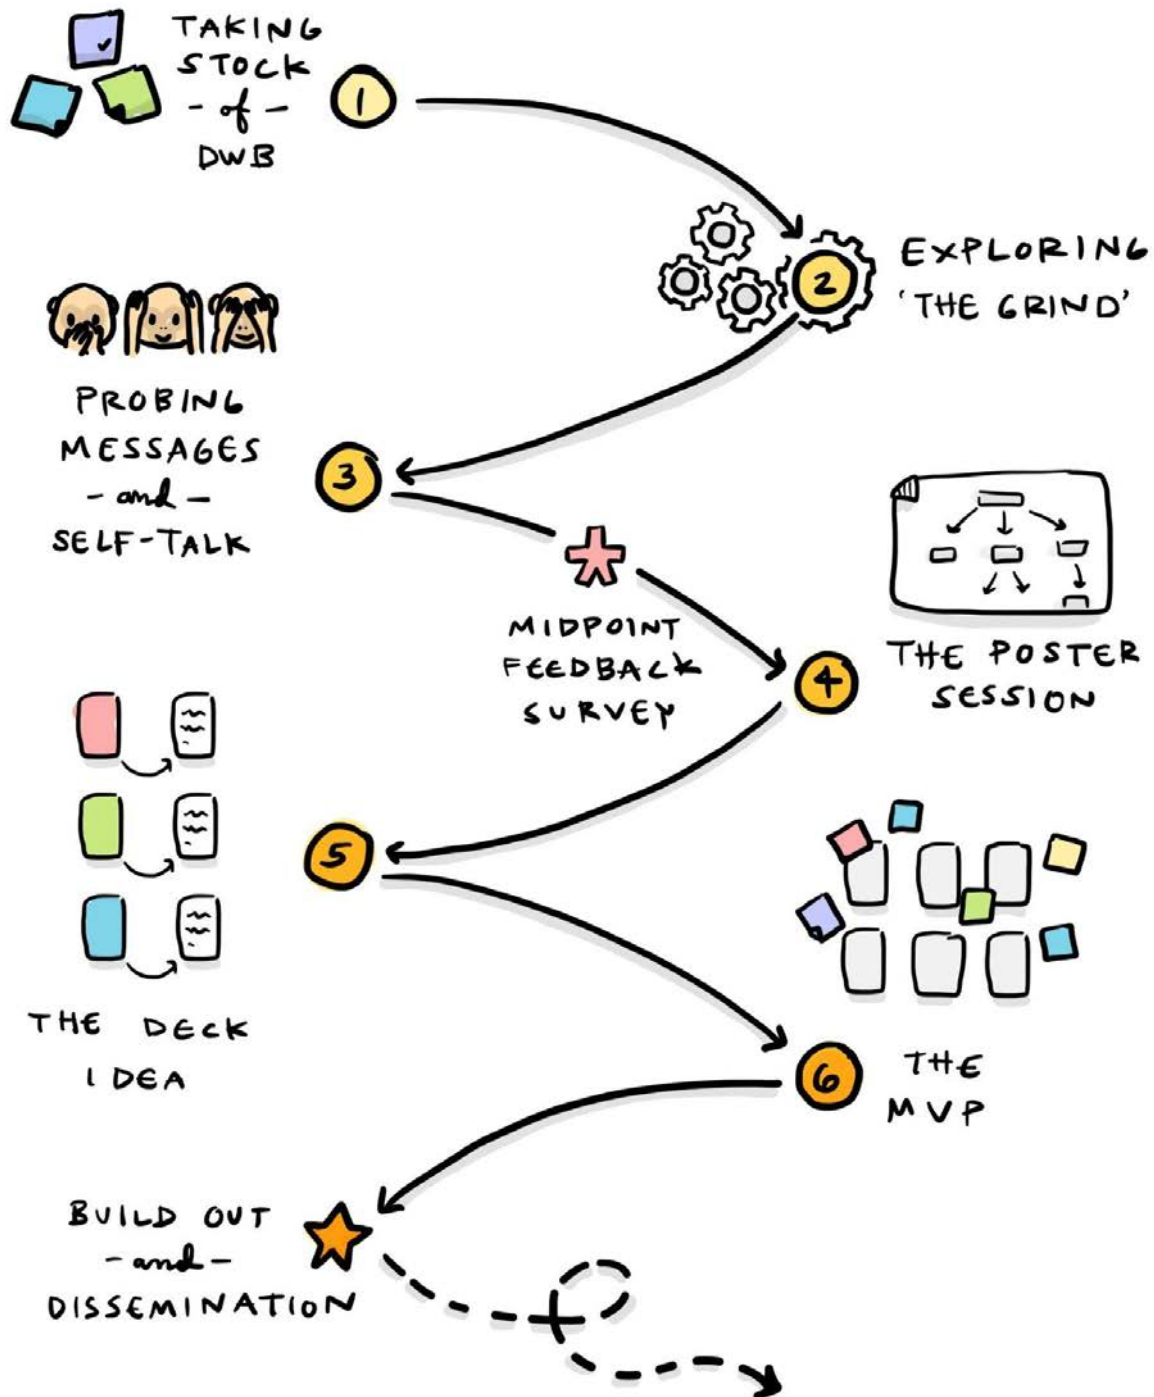 TAKING
STOCK
- of -
DWB
1
2
EXPLORING
'THE GRIND'
PROBING
MESSAGES
- and -
SELF-TALK
3
MIDPOINT
FEEDBACK
SURVEY
4
THE POSTER
SESSION
5
THE DECK
IDEA
6
THE
MVP
BUILD OUT
- and -
DISSEMINATION